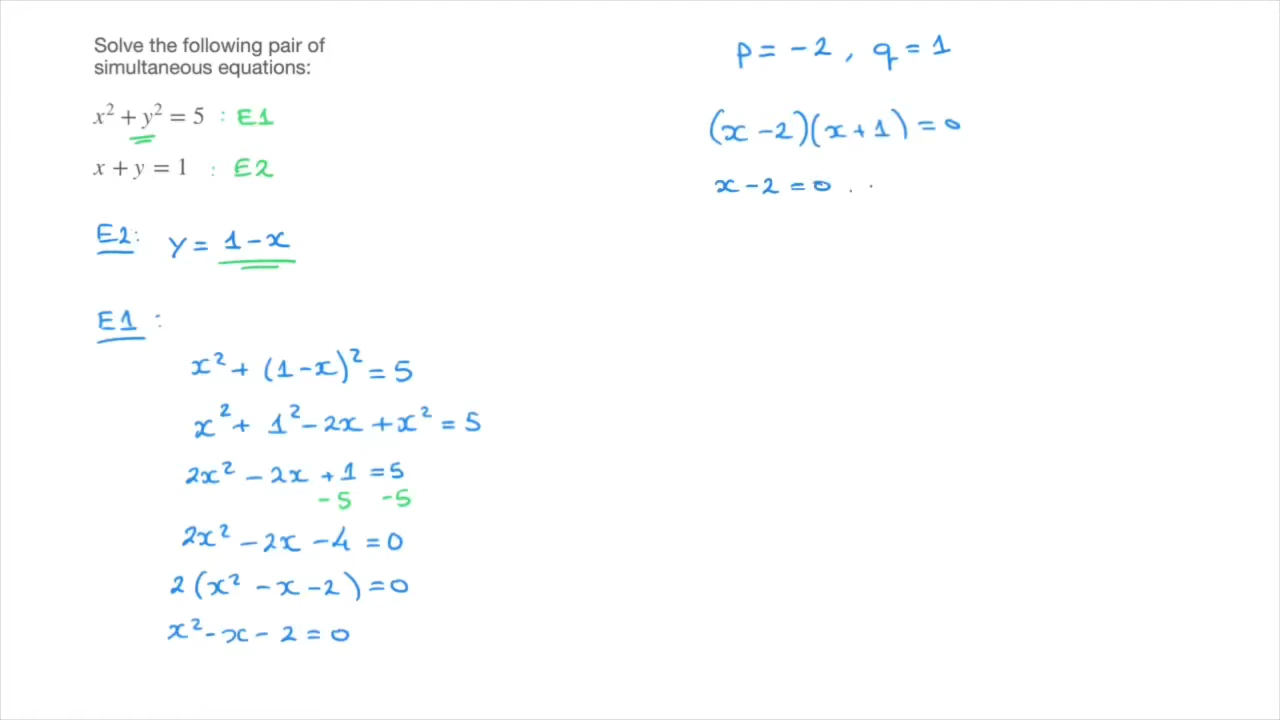 Solve the following pair of
simultaneous equations:
x² + y² = 5 : E1
x + y = 1 : E2
E2: y = 1 - x
E1 :
x² + (1 - x)² = 5
x² + 1² - 2x + x² = 5
2x² - 2x + 1 = 5
-5 -5
2x² - 2x - 4 = 0
2(x² - x - 2) = 0
x² - x - 2 = 0
p = -2 , q = 1
(x - 2)(x + 1) = 0
x - 2 = 0